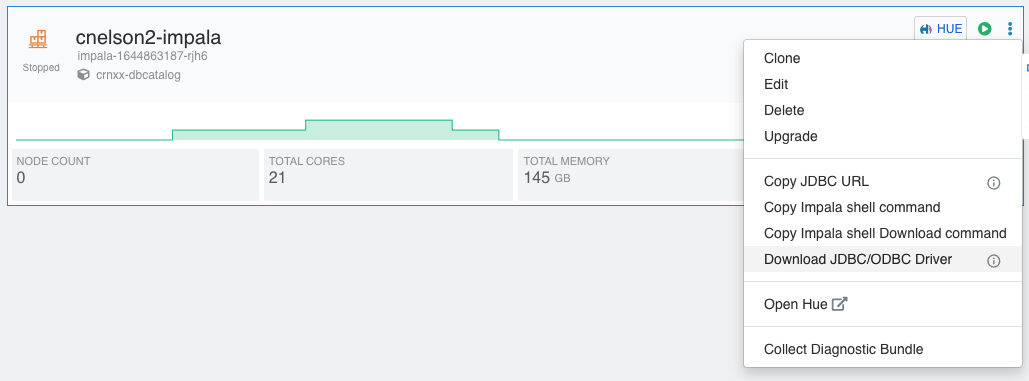 cnelson2-impala
impala-1644863187-rjh6
Stopped
crnxx-dbcatalog
HUE
NODE COUNT
0
TOTAL CORES
21
TOTAL MEMORY
145 GB
Clone
Edit
Delete
Upgrade
Copy JDBC URL
Copy Impala shell command
Copy Impala shell Download command
Download JDBC/ODBC Driver
Open Hue
Collect Diagnostic Bundle